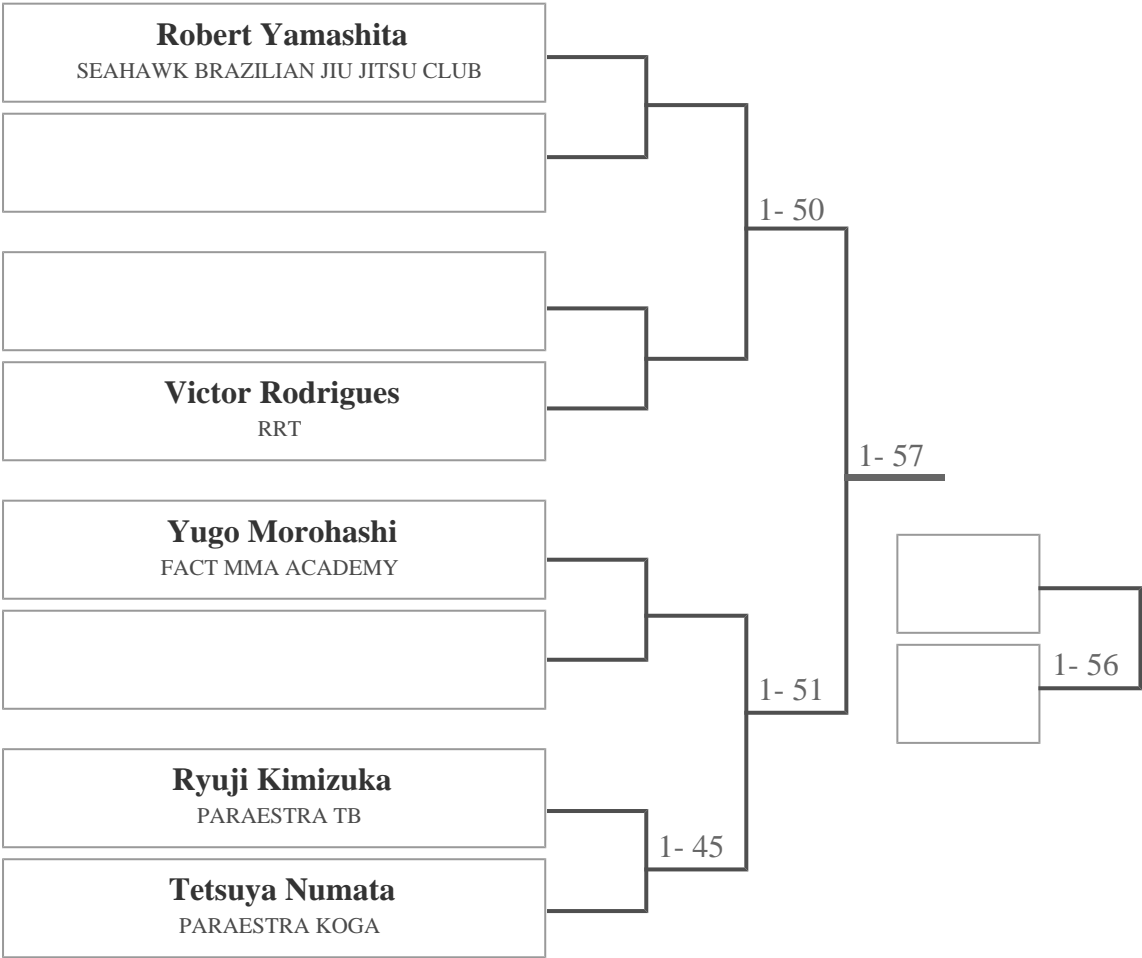 Robert Yamashita
SEAHAWK BRAZILIAN JIU JITSU CLUB
1- 50
Victor Rodrigues
RRT
1- 57
Yugo Morohashi
FACT MMA ACADEMY
1- 56
1- 51
Ryuji Kimizuka
PARAESTRA TB
1- 45
Tetsuya Numata
PARAESTRA KOGA